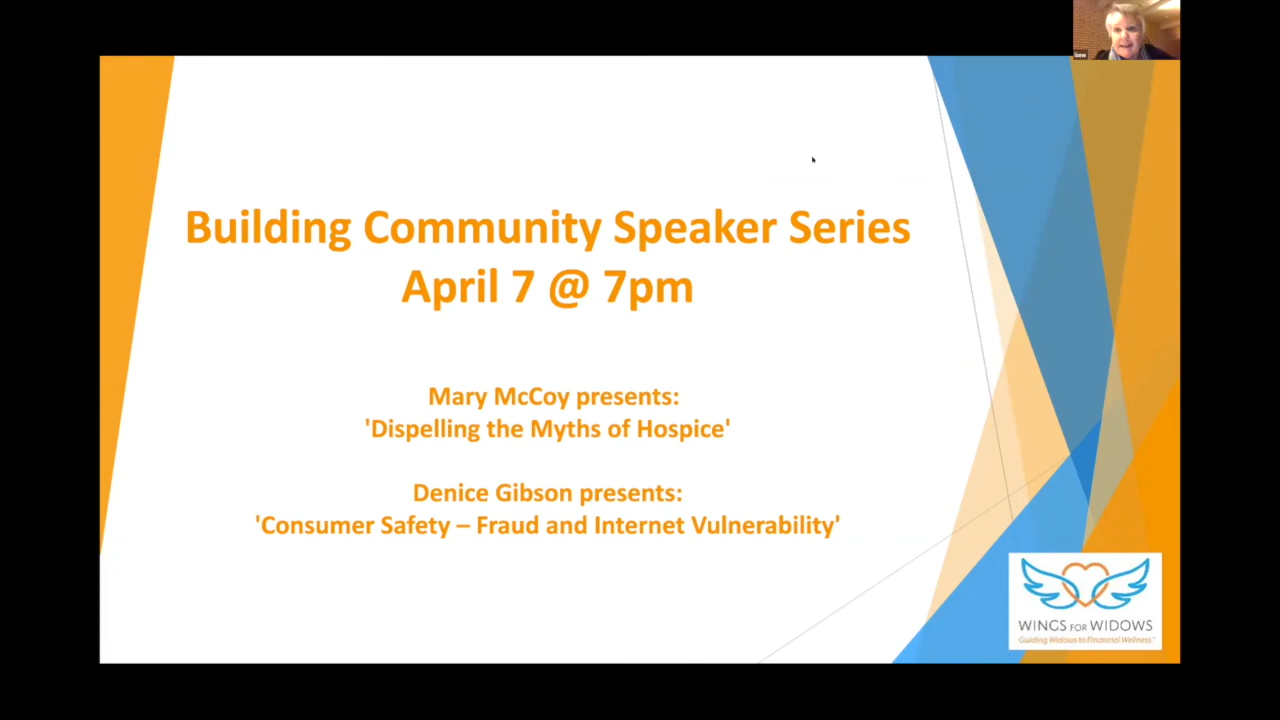 Building Community Speaker Series
April 7 @ 7pm
Mary McCoy presents:
'Dispelling the Myths of Hospice'
Denice Gibson presents:
'Consumer Safety – Fraud and Internet Vulnerability'
WINGS FOR WIDOWS
Guiding Widows to Financial Wellness.™